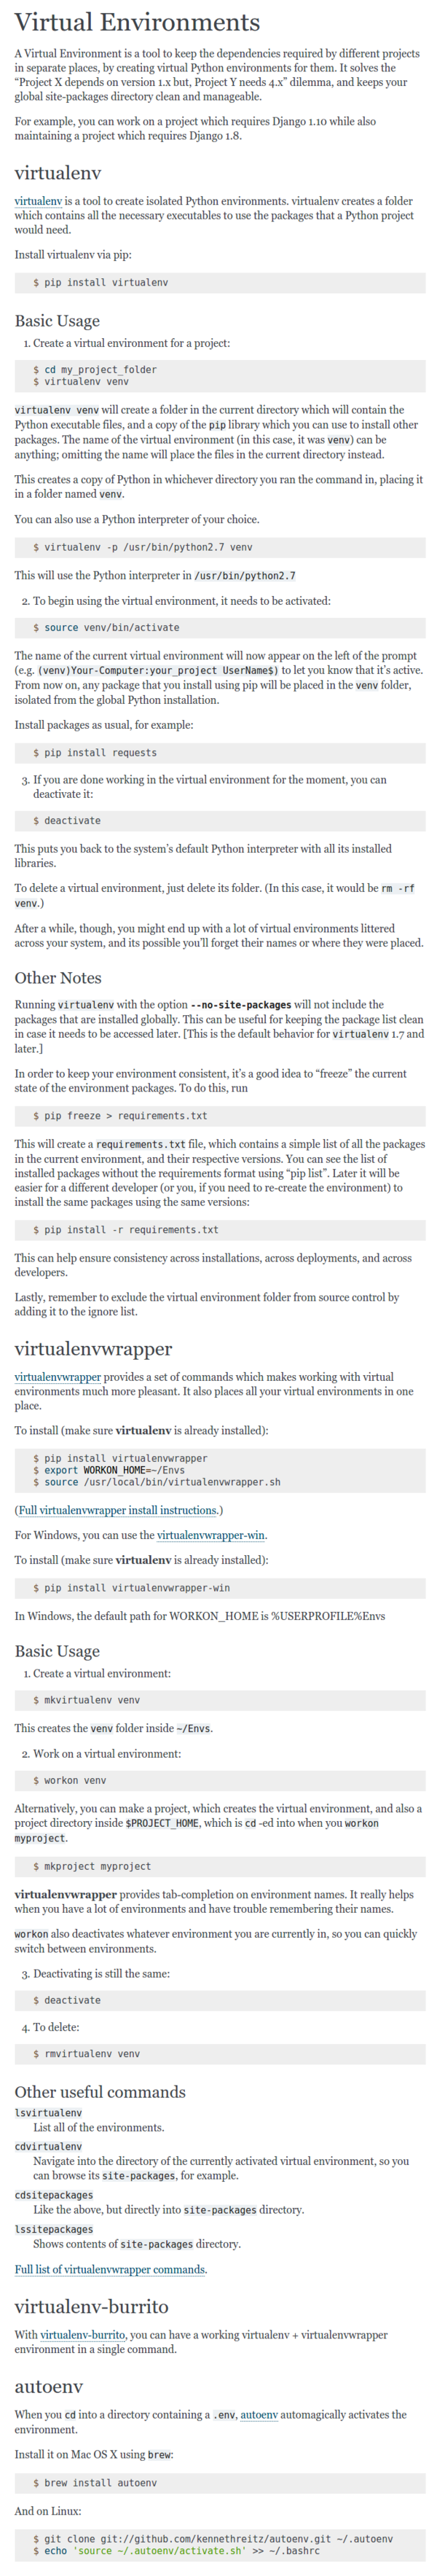 Virtual Environments
A Virtual Environment is a tool to keep the dependencies required by different projects
in separate places, by creating virtual Python environments for them. It solves the
“Project X depends on version 1.x but, Project Y needs 4.x” dilemma, and keeps your
global site-packages directory clean and manageable.
For example, you can work on a project which requires Django 1.10 while also
maintaining a project which requires Django 1.8.
virtualenv
virtualenv is a tool to create isolated Python environments. virtualenv creates a folder
which contains all the necessary executables to use the packages that a Python project
would need.
Install virtualenv via pip:
$ pip install virtualenv
Basic Usage
1. Create a virtual environment for a project:
$ cd my_project_folder
$ virtualenv venv
virtualenv venv will create a folder in the current directory which will contain the
Python executable files, and a copy of the pip library which you can use to install other
packages. The name of the virtual environment (in this case, it was venv) can be
anything; omitting the name will place the files in the current directory instead.
This creates a copy of Python in whichever directory you ran the command in, placing it
in a folder named venv.
You can also use a Python interpreter of your choice.
$ virtualenv -p /usr/bin/python2.7 venv
This will use the Python interpreter in /usr/bin/python2.7
2. To begin using the virtual environment, it needs to be activated:
$ source venv/bin/activate
The name of the current virtual environment will now appear on the left of the prompt
(e.g. (venv)Your-Computer:your_project UserName$) to let you know that it’s active.
From now on, any package that you install using pip will be placed in the venv folder,
isolated from the global Python installation.
Install packages as usual, for example:
$ pip install requests
3. If you are done working in the virtual environment for the moment, you can
deactivate it:
$ deactivate
This puts you back to the system’s default Python interpreter with all its installed
libraries.
To delete a virtual environment, just delete its folder. (In this case, it would be rm -rf
venv.)
After a while, though, you might end up with a lot of virtual environments littered
across your system, and its possible you’ll forget their names or where they were placed.
Other Notes
Running virtualenv with the option --no-site-packages will not include the
packages that are installed globally. This can be useful for keeping the package list clean
in case it needs to be accessed later. [This is the default behavior for virtualenv 1.7 and
later.]
In order to keep your environment consistent, it’s a good idea to “freeze” the current
state of the environment packages. To do this, run
$ pip freeze > requirements.txt
This will create a requirements.txt file, which contains a simple list of all the packages
in the current environment, and their respective versions. You can see the list of
installed packages without the requirements format using “pip list”. Later it will be
easier for a different developer (or you, if you need to re-create the environment) to
install the same packages using the same versions:
$ pip install -r requirements.txt
This can help ensure consistency across installations, across deployments, and across
developers.
Lastly, remember to exclude the virtual environment folder from source control by
adding it to the ignore list.
virtualenvwrapper
virtualenvwrapper provides a set of commands which makes working with virtual
environments much more pleasant. It also places all your virtual environments in one
place.
To install (make sure virtualenv is already installed):
$ pip install virtualenvwrapper
$ export WORKON_HOME=~/Envs
$ source /usr/local/bin/virtualenvwrapper.sh
(Full virtualenvwrapper install instructions.)
For Windows, you can use the virtualenvwrapper-win.
To install (make sure virtualenv is already installed):
$ pip install virtualenvwrapper-win
In Windows, the default path for WORKON_HOME is %USERPROFILE%Envs
Basic Usage
1. Create a virtual environment:
$ mkvirtualenv venv
This creates the venv folder inside ~/Envs.
2. Work on a virtual environment:
$ workon venv
Alternatively, you can make a project, which creates the virtual environment, and also a
project directory inside $PROJECT_HOME, which is cd -ed into when you workon
myproject.
$ mkproject myproject
virtualenvwrapper provides tab-completion on environment names. It really helps
when you have a lot of environments and have trouble remembering their names.
workon also deactivates whatever environment you are currently in, so you can quickly
switch between environments.
3. Deactivating is still the same:
$ deactivate
4. To delete:
$ rmvirtualenv venv
Other useful commands
lsvirtualenv
List all of the environments.
cdvirtualenv
Navigate into the directory of the currently activated virtual environment, so you
can browse its site-packages, for example.
cdsitepackages
Like the above, but directly into site-packages directory.
lssitepackages
Shows contents of site-packages directory.
Full list of virtualenvwrapper commands.
virtualenv-burrito
With virtualenv-burrito, you can have a working virtualenv + virtualenvwrapper
environment in a single command.
autoenv
When you cd into a directory containing a .env, autoenv automagically activates the
environment.
Install it on Mac OS X using brew:
$ brew install autoenv
And on Linux:
$ git clone git://github.com/kennethreitz/autoenv.git ~/.autoenv
$ echo 'source ~/.autoenv/activate.sh' >> ~/.bashrc